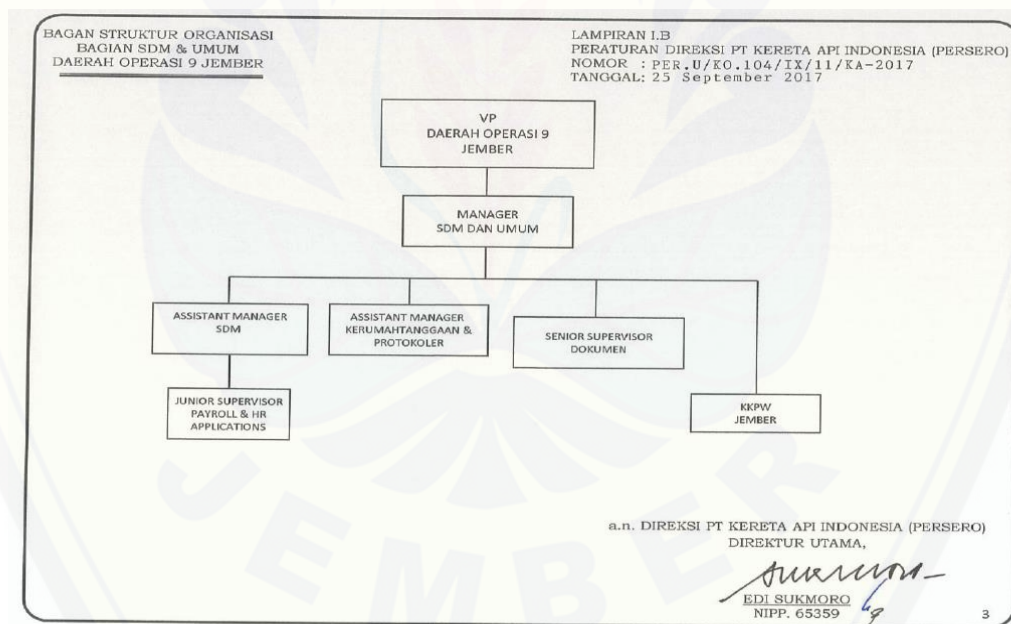 BAGAN STRUKTUR ORGANISASI
BAGIAN SDM & UMUM
DAERAH OPERASI 9 JEMBER
LAMPIRAN I.B
PERATURAN DIREKSI PT KERETA API INDONESIA (PERSERO)
NOMOR : PER.U/KO.104/IX/11/KA-2017
TANGGAL: 25 September 2017
VP
DAERAH OPERASI 9
JEMBER
MANAGER
SDM DAN UMUM
ASSISTANT MANAGER
SDM
ASSISTANT MANAGER
KERUMAHTANGGAAN &
PROTOKOLER
SENIOR SUPERVISOR
DOKUMEN
JUNIOR SUPERVISOR
PAYROLL & HR
APPLICATIONS
KKPW
JEMBER
JEMBER
a.n. DIREKSI PT KERETA API INDONESIA (PERSERO)
DIREKTUR UTAMA,
EDI SUKMORO
NIPP. 65359
3